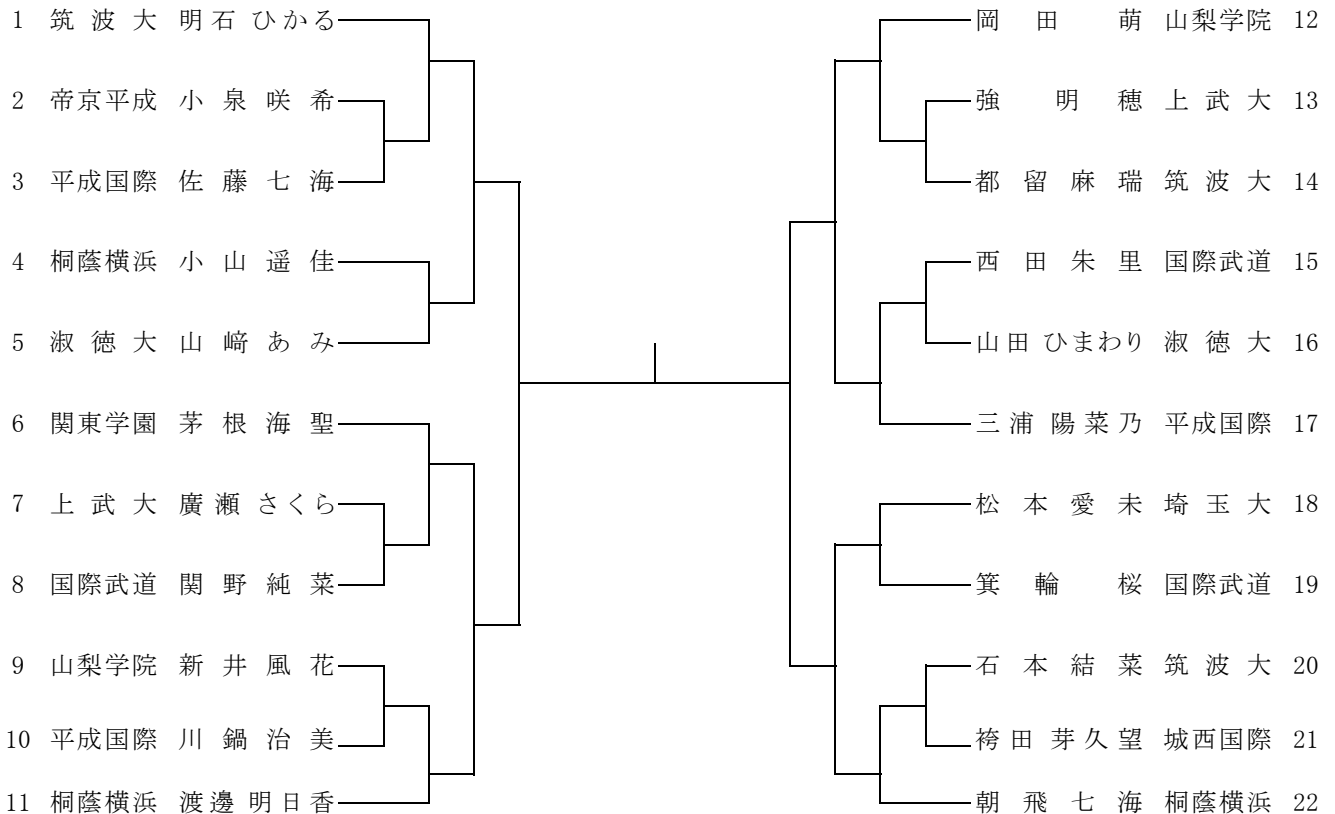 1 筑波大 明石 ひかる
2 帝京平成 小泉咲希
3 平成国際 佐藤七海
4 桐蔭横浜 小山遥佳
5 淑徳大 山﨑あみ
6 関東学園 茅根海聖
7 上武大 廣瀬 さくら
8 国際武道 関野純菜
9 山梨学院 新井風花
10 平成国際 川鍋治美
11 桐蔭横浜 渡邊 明日香
岡田萌 山梨学院 12
強明穂 上武大 13
都留麻瑞 筑波大 14
西田朱里 国際武道 15
山田 ひまわり 淑徳大 16
三浦 陽菜乃 平成国際 17
松本愛未 埼玉大 18
箕輪桜 国際武道 19
石本結菜 筑波大 20
袴田 芽久望 城西国際 21
朝飛七海 桐蔭横浜 22